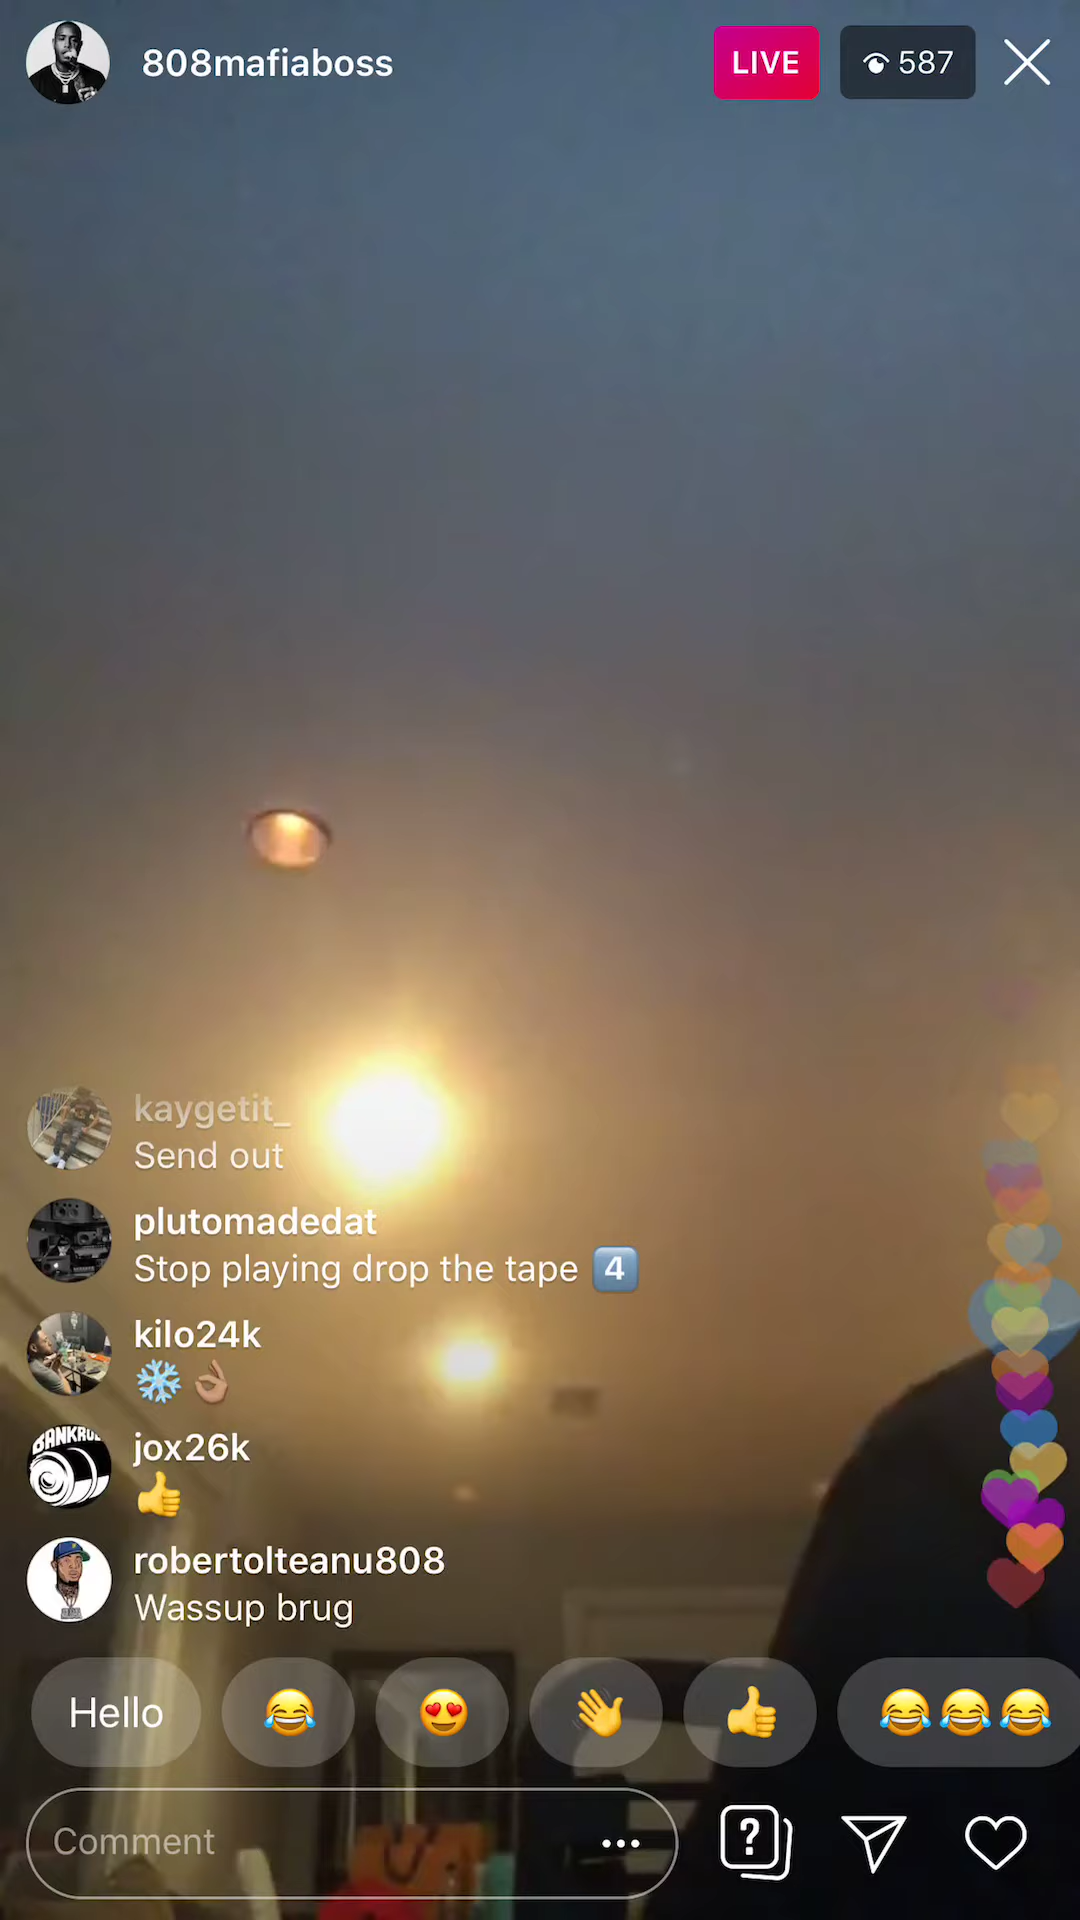 808mafiaboss
LIVE
587
kaygetit_
Send out
plutomadedat
Stop playing drop the tape 4️⃣
kilo24k
❄️👌🏽
jox26k
👍
robertolteanu808
Wassup brug
Hello 😂 😍 👋 👍 😂😂😂
Comment